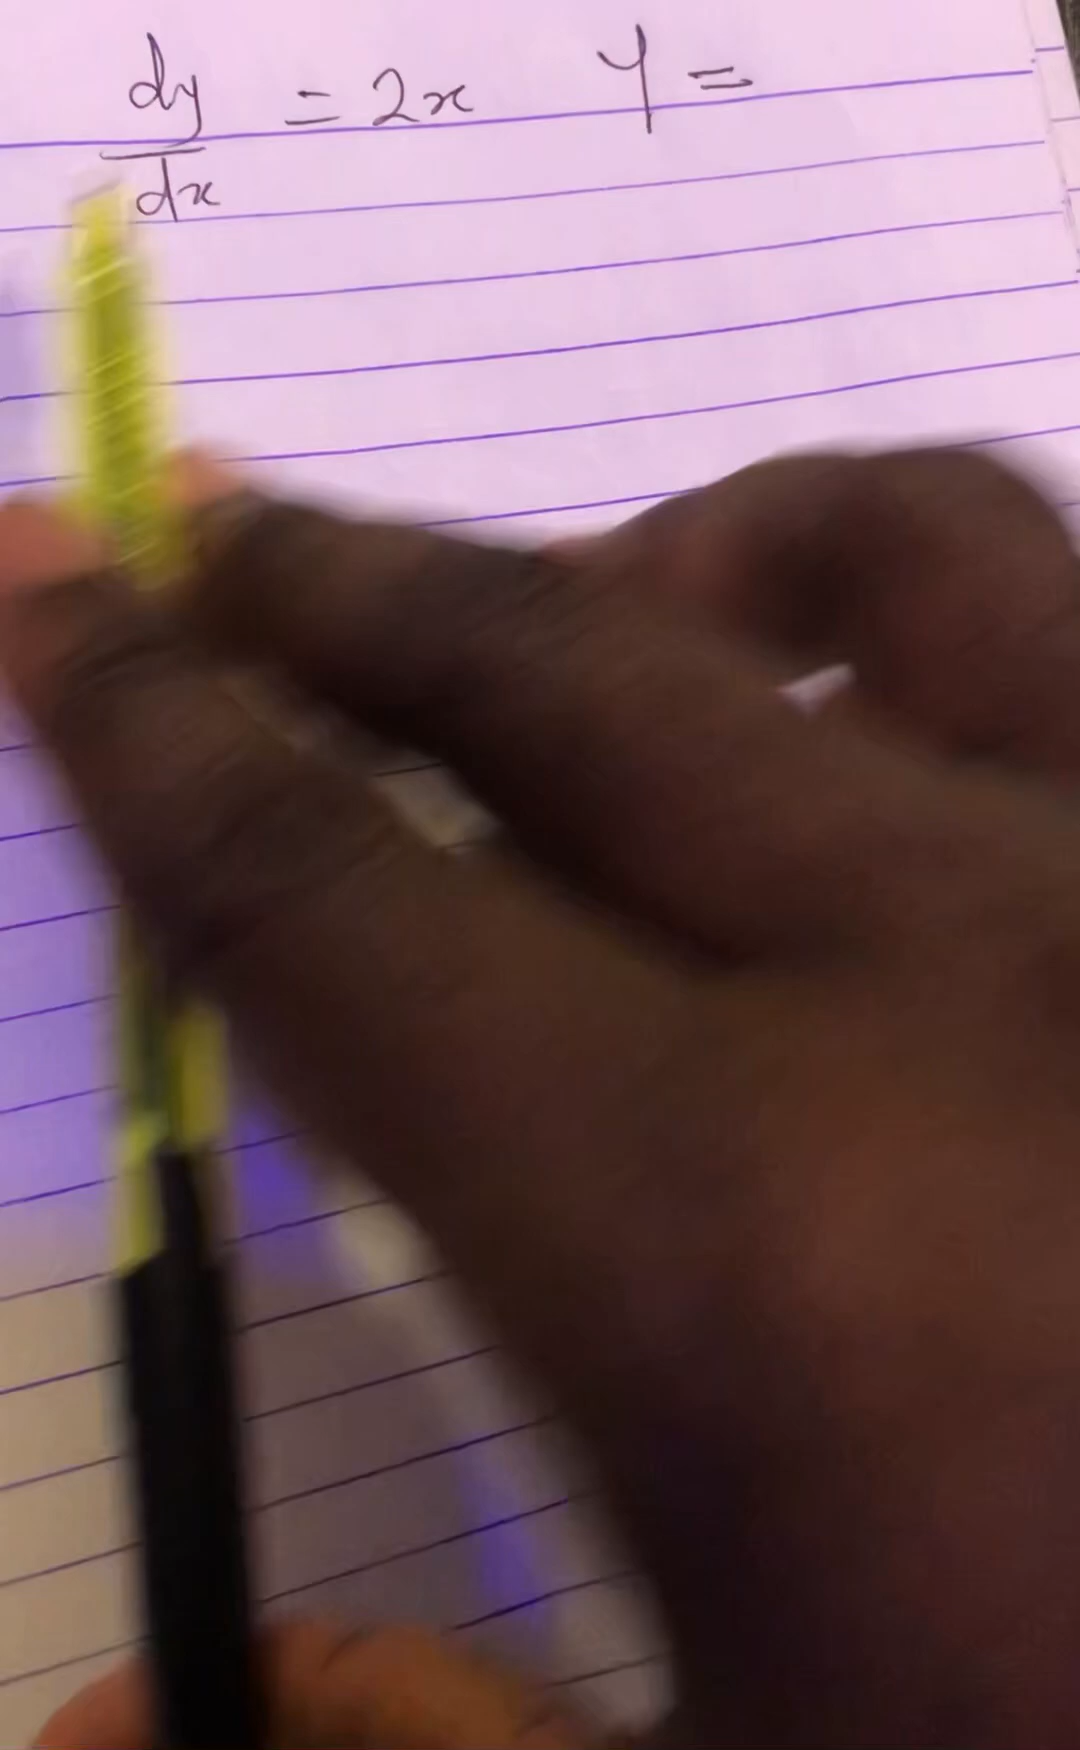 dy/dx = 2x y =